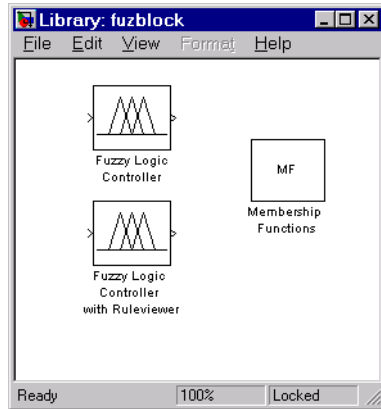 Library: fuzblock
File Edit View Format Help
Fuzzy Logic
Controller
MF
Membership
Functions
Fuzzy Logic
Controller
with Ruleviewer
Ready 100% Locked